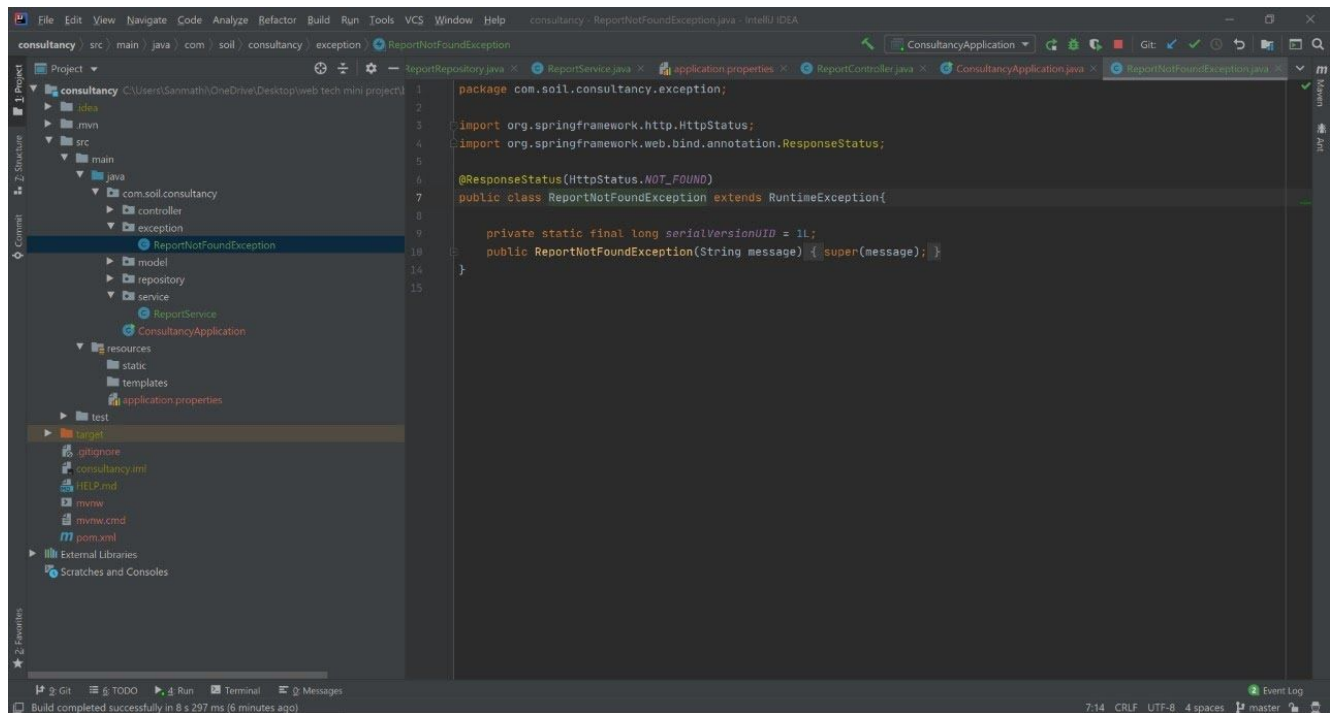 File Edit View Navigate Code Analyze Refactor Build Run Tools VCS Window Help consultancy - ReportNotFoundException.java - IntelliJ IDEA
consultancy src main java com soil consultancy exception ReportNotFoundException ConsultancyApplication Git:
Project ReportRepository.java ReportService.java application.properties ReportController.java ConsultancyApplication.java ReportNotFoundException.java
1: Project
2: Structure
Commit
2: Favorites
Maven
Ant
consultancy C:\Users\Sanmathi\OneDrive\Desktop\web tech mini project\
.idea
.mvn
src
main
java
com.soil.consultancy
controller
exception
ReportNotFoundException
model
repository
service
ReportService
ConsultancyApplication
resources
static
templates
application.properties
test
target
.gitignore
consultancy.iml
HELP.md
mvnw
mvnw.cmd
pom.xml
External Libraries
Scratches and Consoles
1 package com.soil.consultancy.exception;
2
3 import org.springframework.http.HttpStatus;
4 import org.springframework.web.bind.annotation.ResponseStatus;
5
6 @ResponseStatus(HttpStatus.NOT_FOUND)
7 public class ReportNotFoundException extends RuntimeException{
8
9 private static final long serialVersionUID = 1L;
10 public ReportNotFoundException(String message) { super(message); }
14 }
15
9: Git 6: TODO 4: Run Terminal 0: Messages 2 Event Log
Build completed successfully in 8 s 297 ms (6 minutes ago) 7:14 CRLF UTF-8 4 spaces master